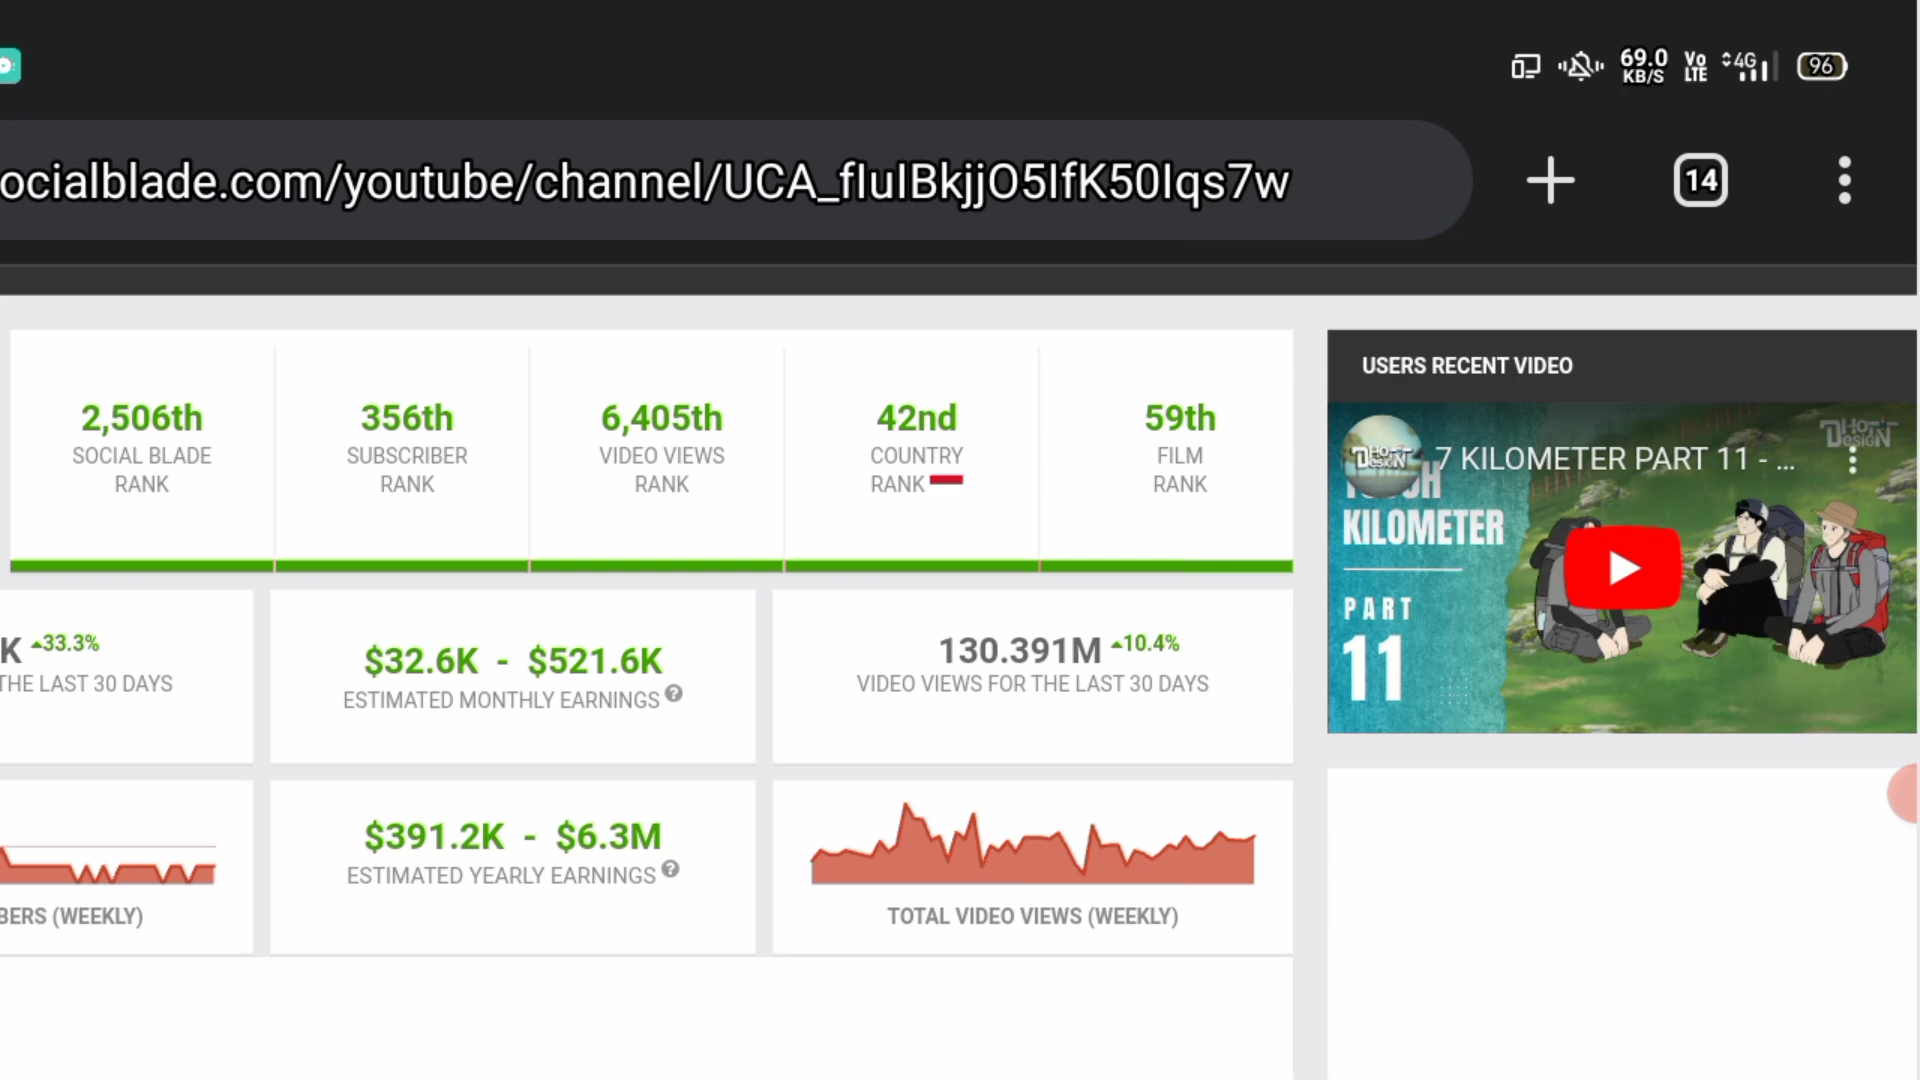 69.0
KB/S
Vo
LTE
4G
96
ocialblade.com/youtube/channel/UCA_fIuIBkjjO5IfK50Iqs7w
14
2,506th
SOCIAL BLADE
RANK
356th
SUBSCRIBER
RANK
6,405th
VIDEO VIEWS
RANK
42nd
COUNTRY
RANK
59th
FILM
RANK
K 33.3%
THE LAST 30 DAYS
$32.6K - $521.6K
ESTIMATED MONTHLY EARNINGS ?
130.391M 10.4%
VIDEO VIEWS FOR THE LAST 30 DAYS
BERS (WEEKLY)
$391.2K - $6.3M
ESTIMATED YEARLY EARNINGS ?
TOTAL VIDEO VIEWS (WEEKLY)
USERS RECENT VIDEO
HOT
DESIGN
7 KILOMETER PART 11 - ...
KILOMETER
PART
11